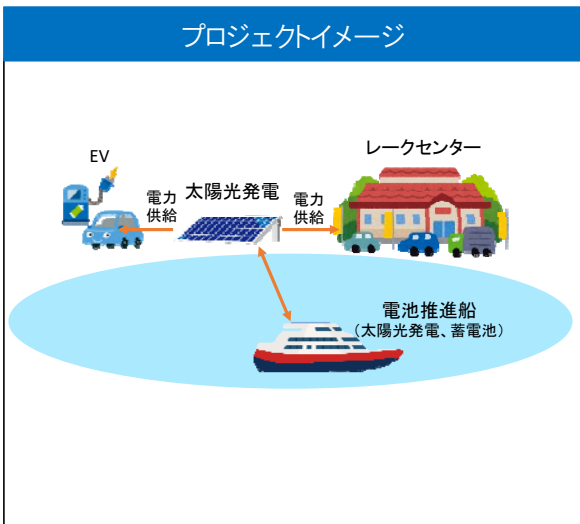 プロジェクトイメージ
レークセンター
EV
太陽光発電
電力
供給
電力
供給
電池推進船
（太陽光発電、蓄電池）